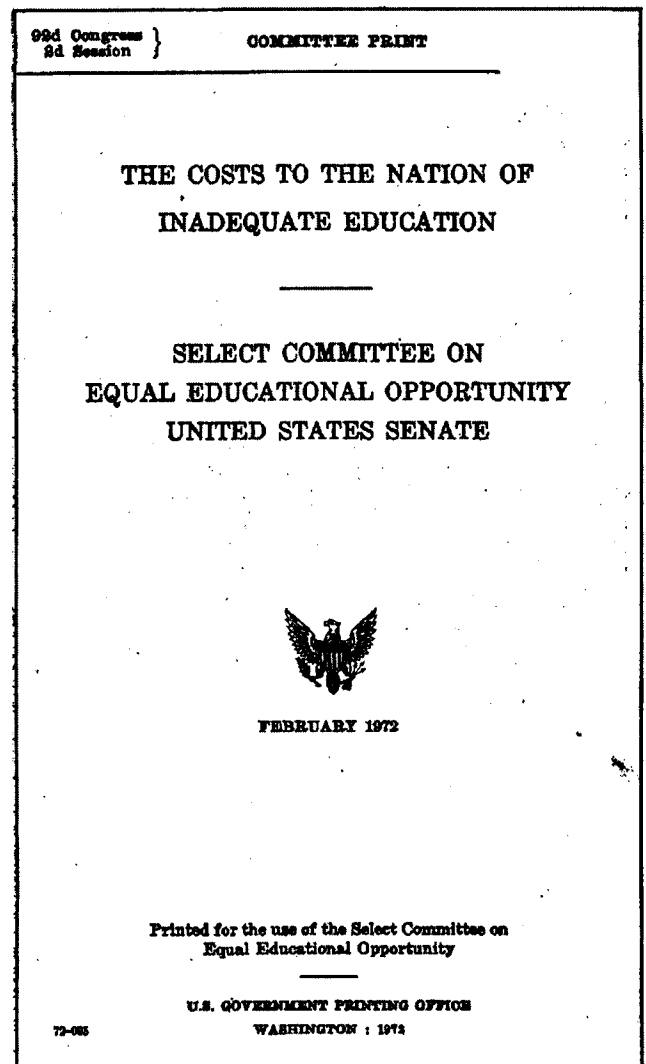 92d Congress } COMMITTEE PRINT
2d Session
THE COSTS TO THE NATION OF
INADEQUATE EDUCATION
SELECT COMMITTEE ON
EQUAL EDUCATIONAL OPPORTUNITY
UNITED STATES SENATE
FEBRUARY 1972
Printed for the use of the Select Committee on
Equal Educational Opportunity
U.S. GOVERNMENT PRINTING OFFICE
WASHINGTON : 1972